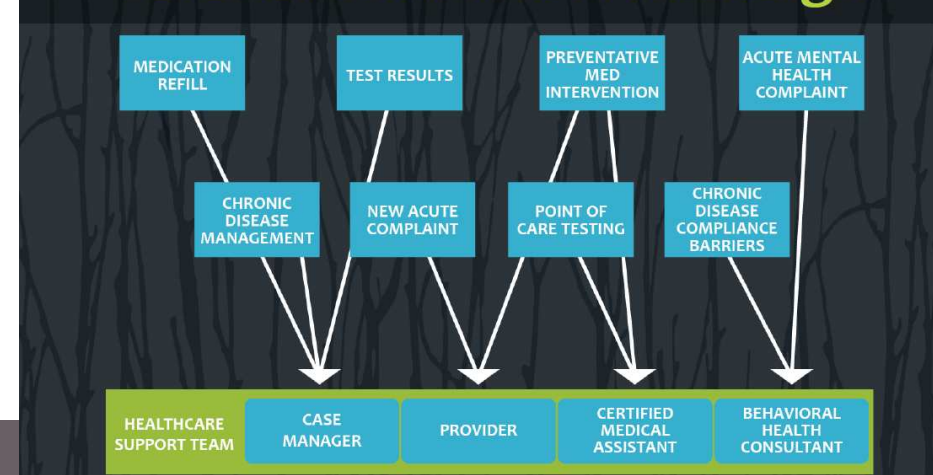 MEDICATION
REFILL
TEST RESULTS
PREVENTATIVE
MED
INTERVENTION
ACUTE MENTAL
HEALTH
COMPLAINT
CHRONIC
DISEASE
MANAGEMENT
NEW ACUTE
COMPLAINT
POINT OF
CARE TESTING
CHRONIC
DISEASE
COMPLIANCE
BARRIERS
HEALTHCARE
SUPPORT TEAM
CASE
MANAGER
PROVIDER
CERTIFIED
MEDICAL
ASSISTANT
BEHAVIORAL
HEALTH
CONSULTANT